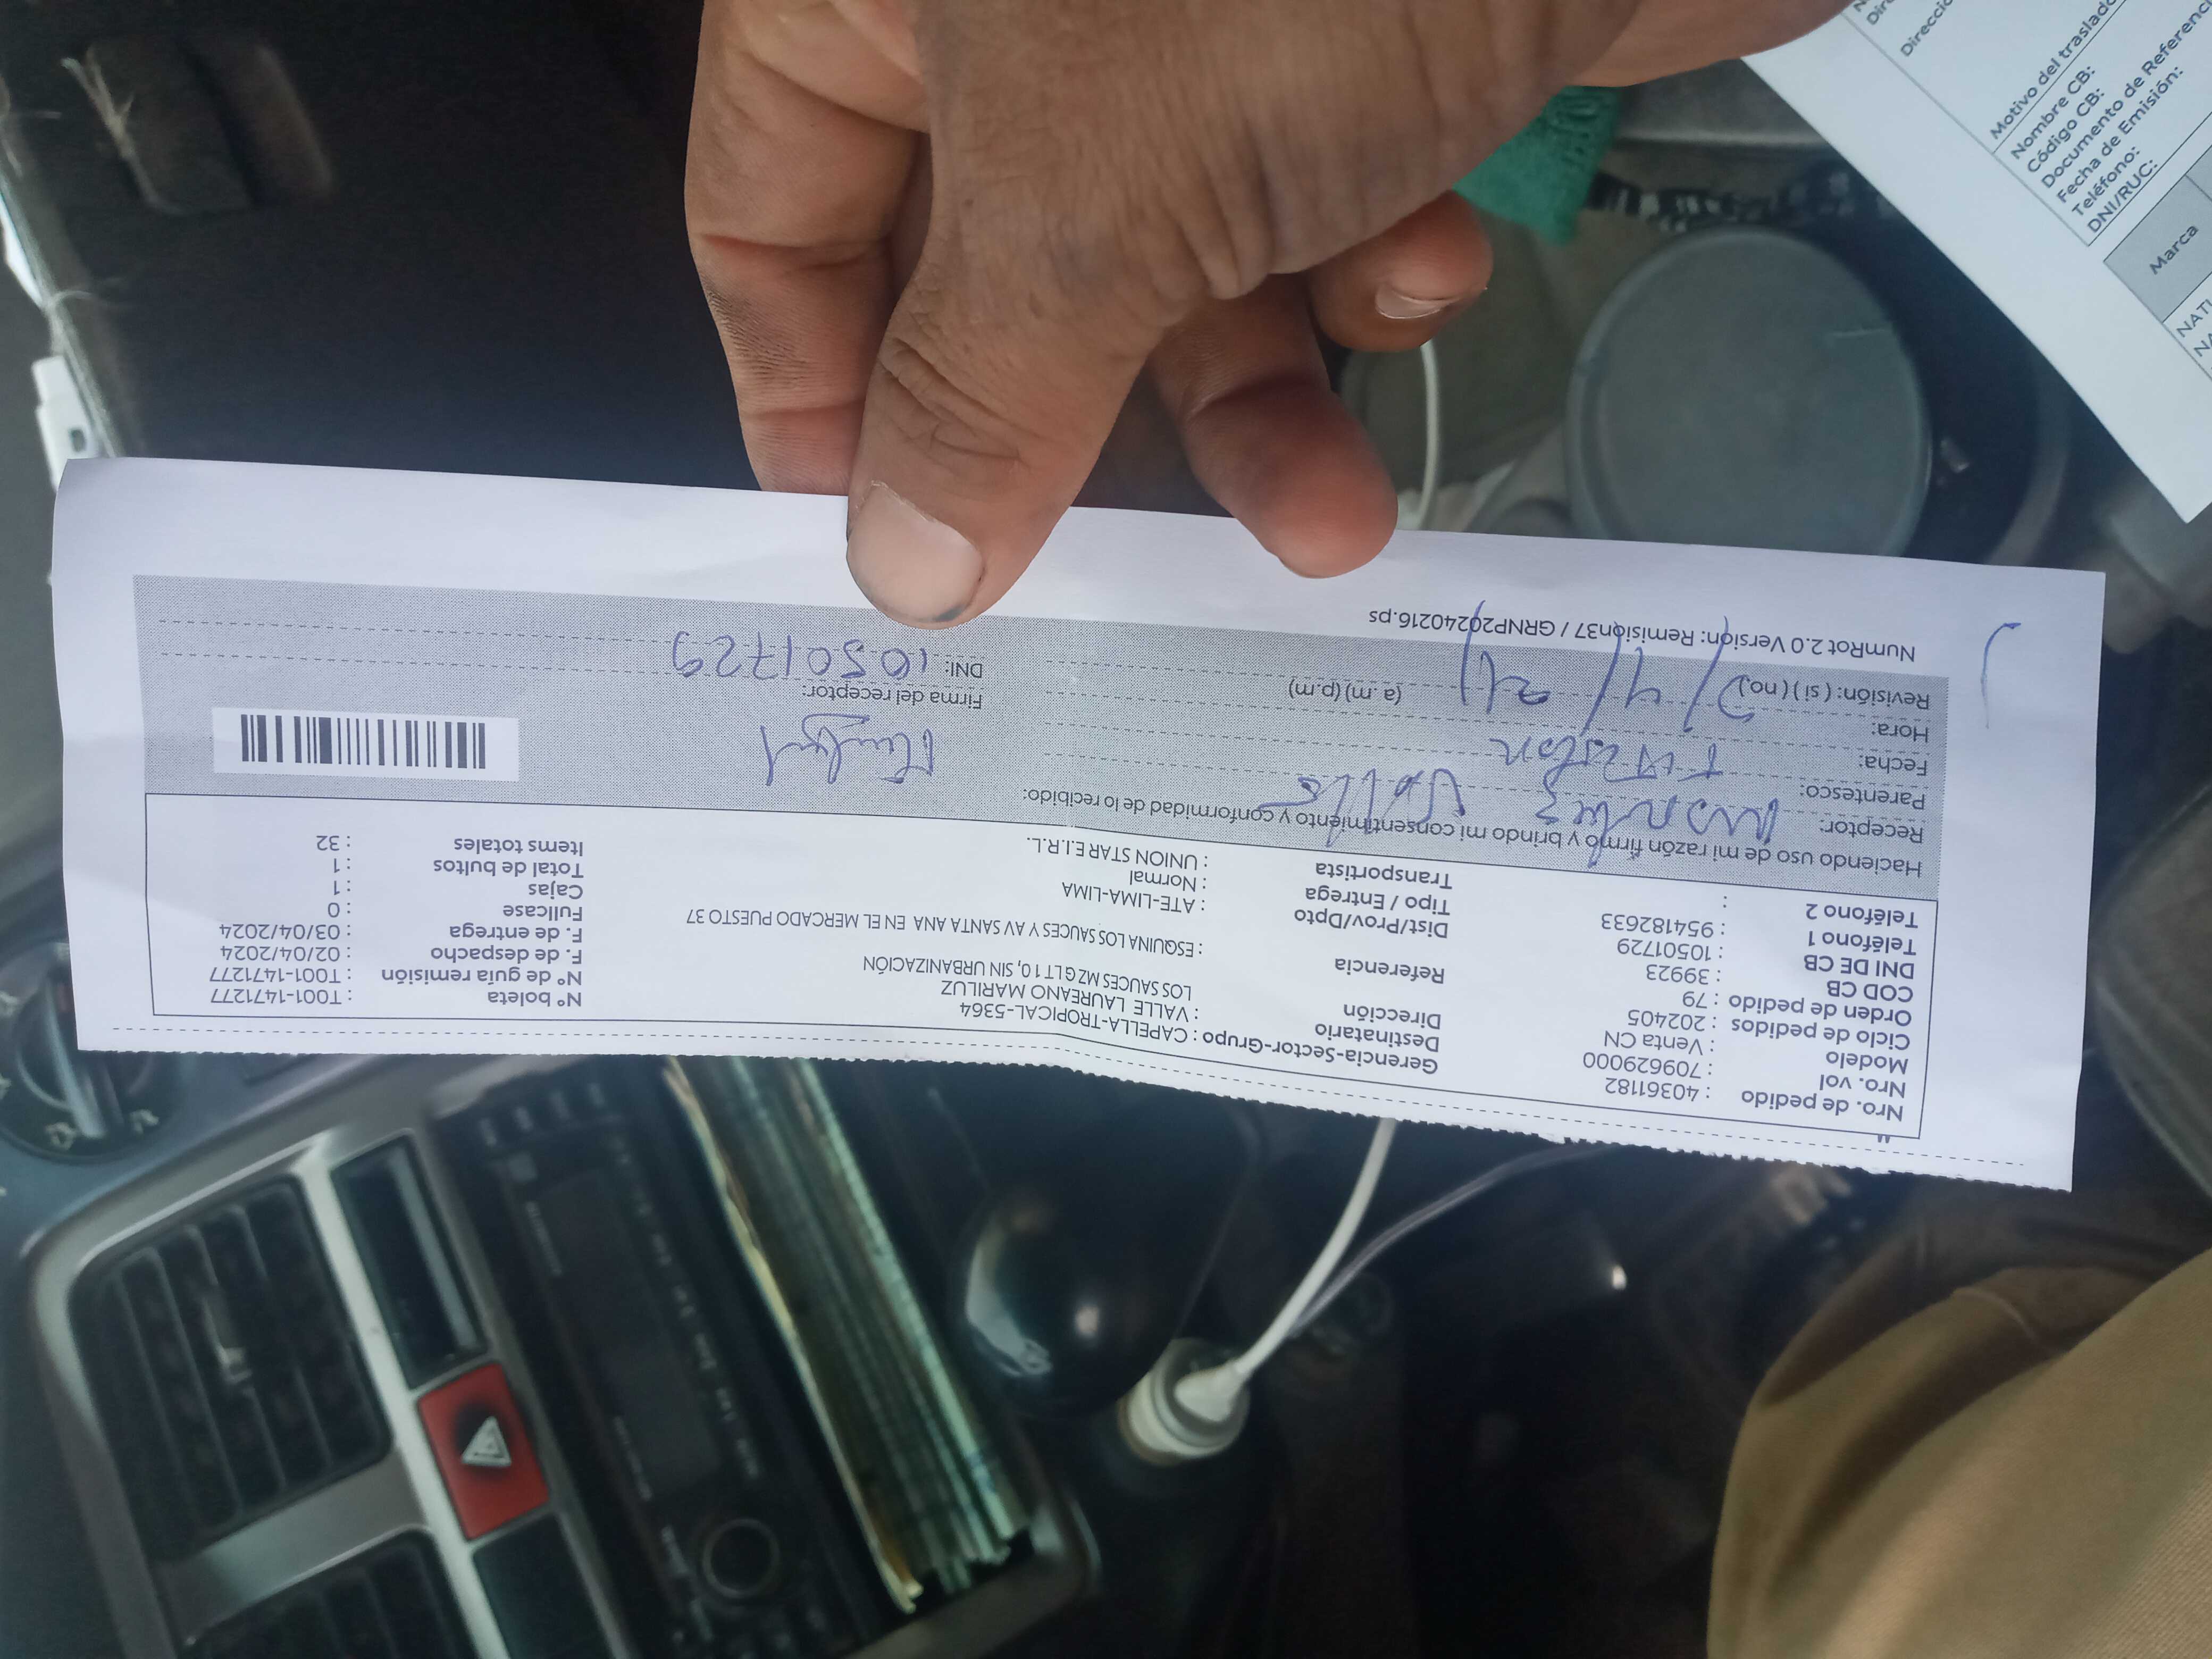 Nro. de pedido : 40361182
Nro. vol : 709629000
Modelo : Venta CN
Ciclo de pedidos : 202405
Orden de pedido : 79
COD CB : 39923
DNI DE CB : 10501729
Teléfono 1 : 954182633
Teléfono 2 :
Gerencia-Sector-Grupo : CAPELLA-TROPICAL-5364
Destinatario : VALLE LAUREANO MARILUZ
Dirección LOS SAUCES MZ G LT 1 0, SIN URBANIZACIÓN
Referencia : ESQUINA LOS SAUCES Y AV SANTA ANA EN EL MERCADO PUESTO 37
Dist/Prov/Dpto : ATE-LIMA-LIMA
Tipo / Entrega : Normal
Transportista : UNION STAR E.I.R.L.
N° boleta : T001-1471277
N° de guía remisión : T001-1471277
F. de despacho : 02/04/2024
F. de entrega : 03/04/2024
Fullcase : 0
Cajas : 1
Total de bultos : 1
Items totales : 32
Haciendo uso de mi razón firmo y brindo mi consentimiento y conformidad de lo recibido:
Receptor: Valle
Parentesco: Titular
Fecha:
Hora: (a. m) (p.m)
Revisión: ( si ) ( no )
Firma del receptor:
DNI: 10501729
NumRot 2.0 Version: Remision37 / GRNP20240216.ps
Motivo del traslado
Nombre CB:
Código CB:
Documento de Referenci
Fecha de Emisión:
Teléfono:
DNI/RUC:
Marca